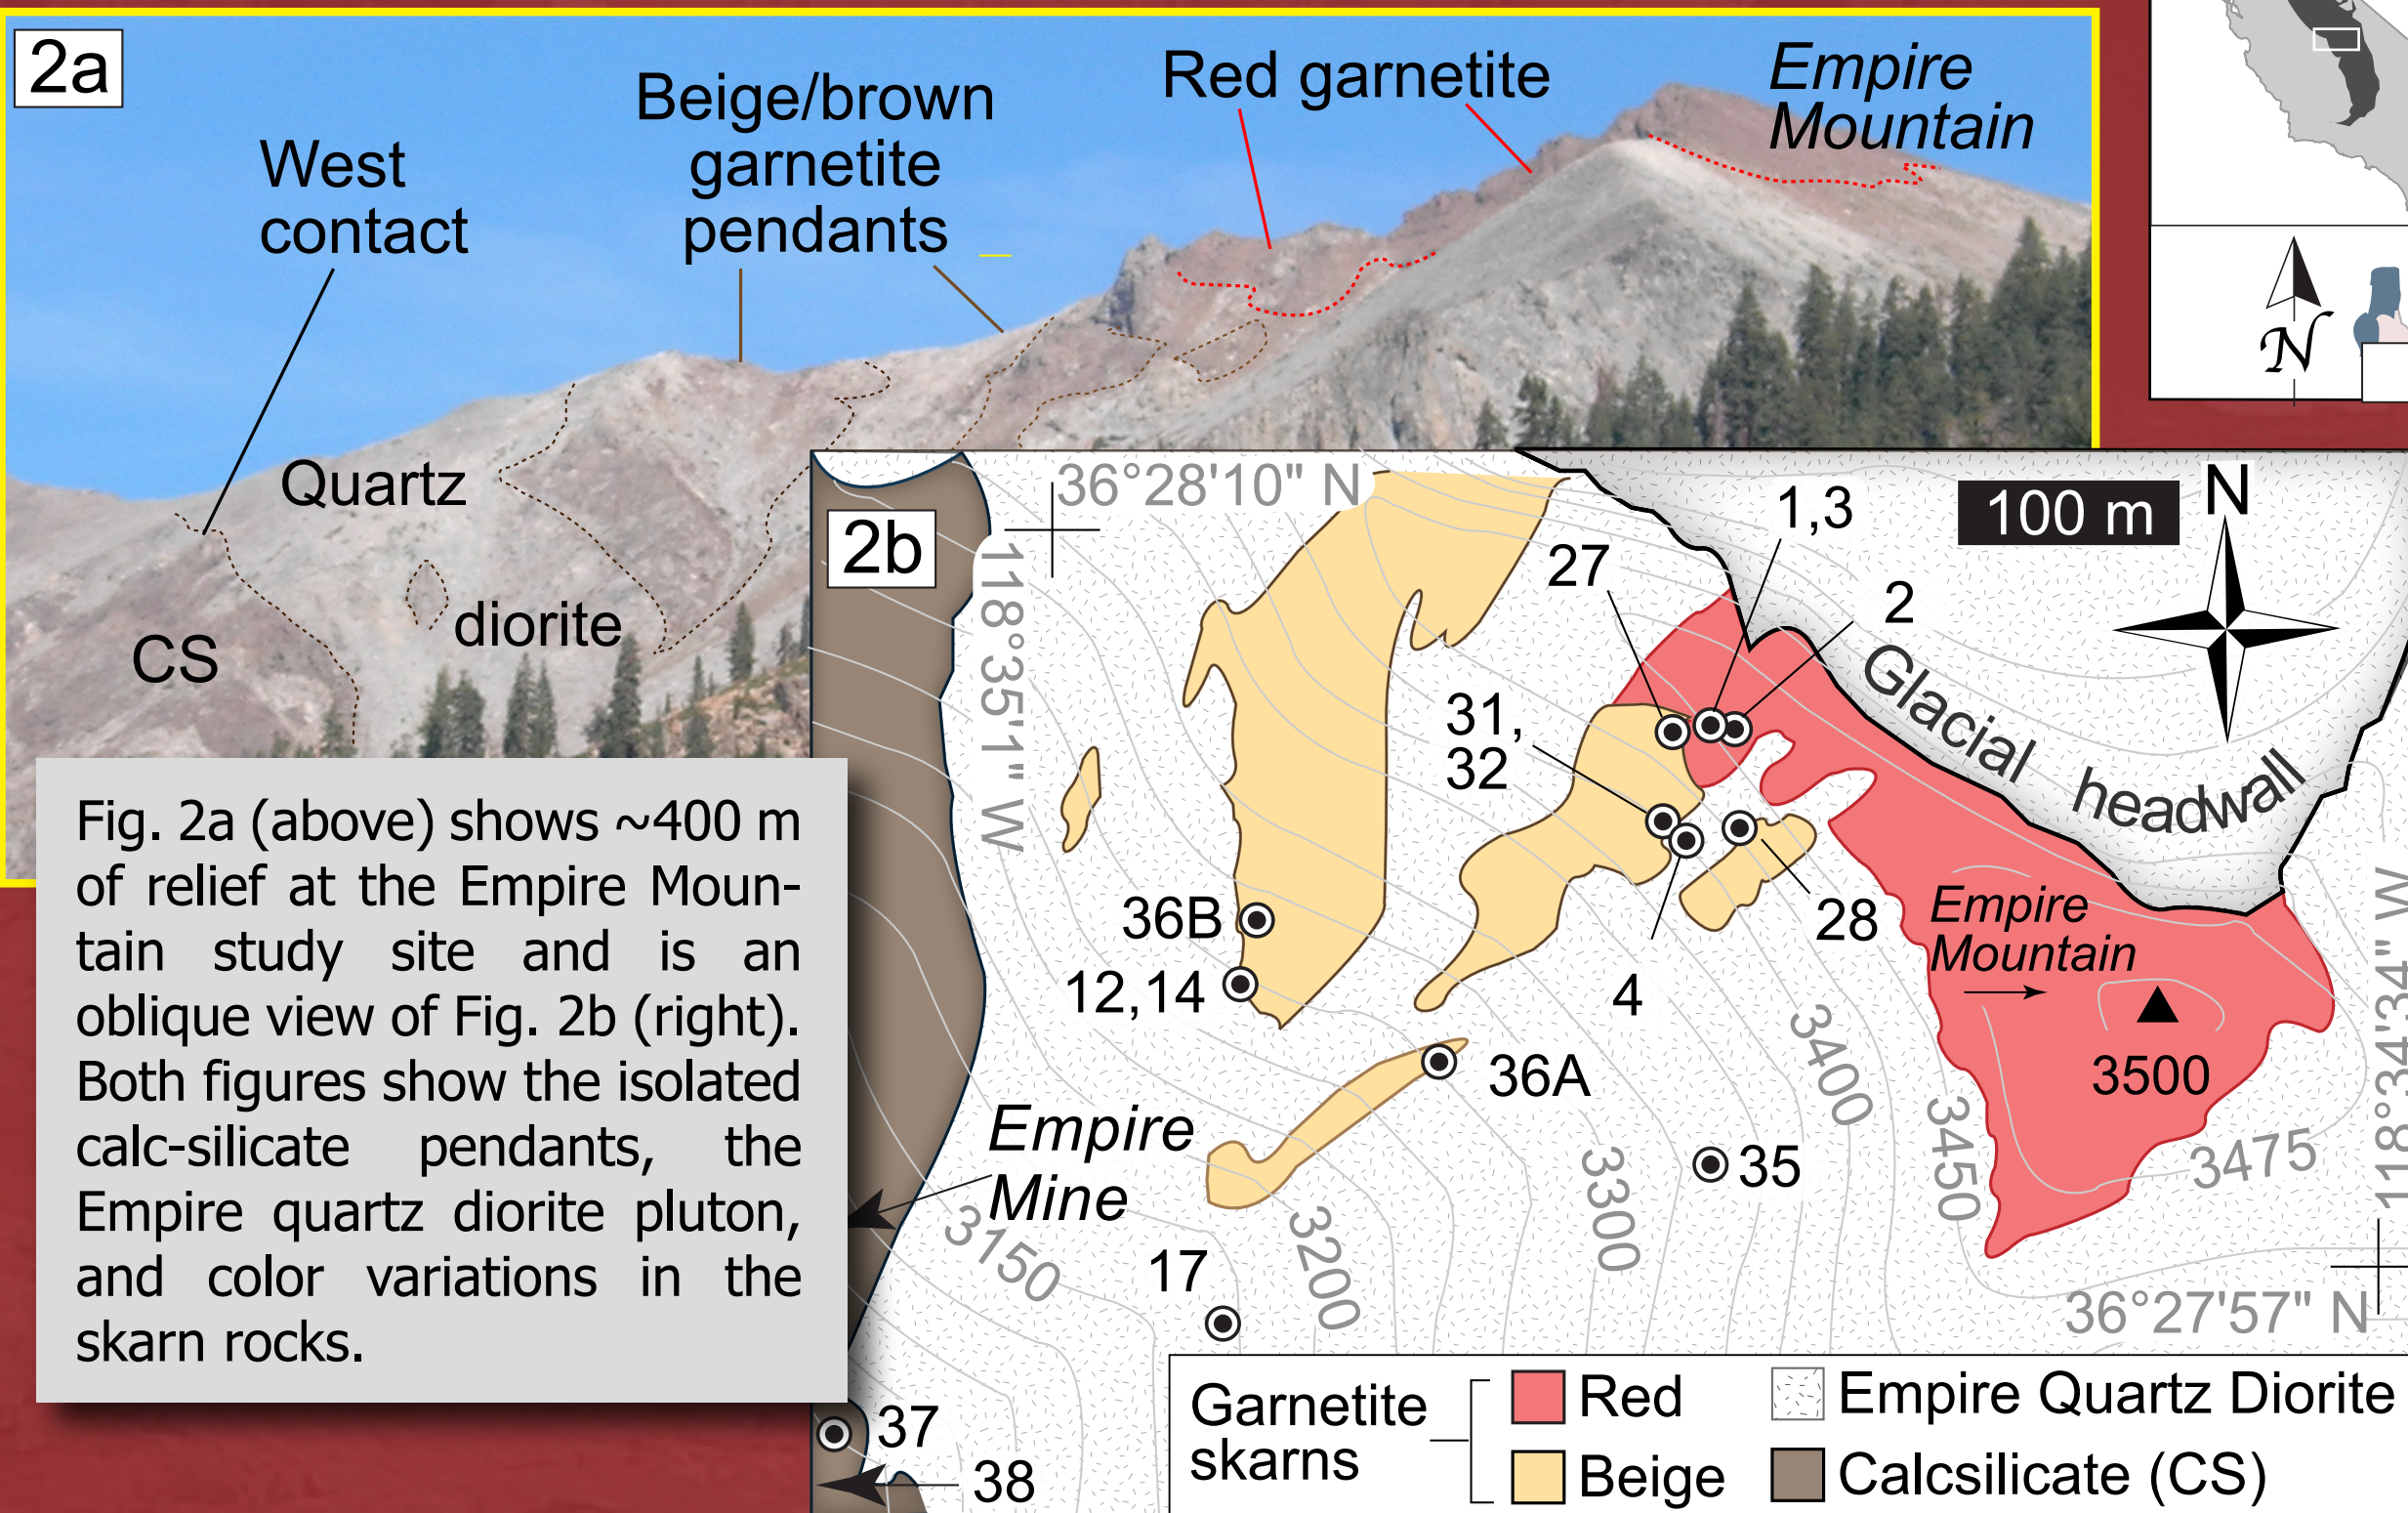 2a
West
contact
Beige/brown
garnetite
pendants
Red garnetite
Empire
Mountain
Quartz
diorite
CS
N
Fig. 2a (above) shows ~400 m
of relief at the Empire Moun-
tain study site and is an
oblique view of Fig. 2b (right).
Both figures show the isolated
calc-silicate pendants, the
Empire quartz diorite pluton,
and color variations in the
skarn rocks.
2b
36°28'10" N
118°35'1" W
100 m
N
1,3
27
2
Glacial headwall
31,
32
36B
12,14
4
28
Empire
Mountain
3500
36A
35
Empire
Mine
17
3150
3200
3300
3400
3450
3475
118°34'34" W
36°27'57" N
37
38
Garnetite
skarns
Red
Beige
Empire Quartz Diorite
Calcsilicate (CS)